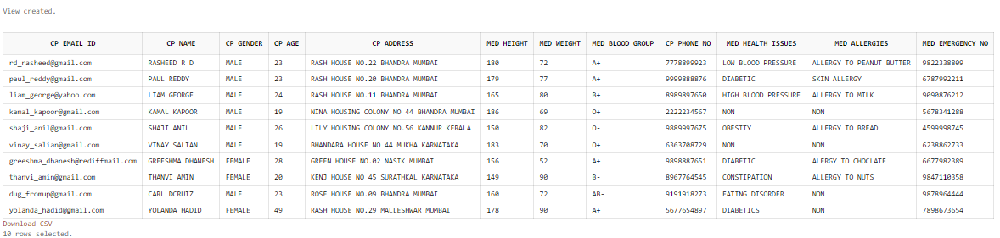 View created.
CP_EMAIL_ID CP_NAME CP_GENDER CP_AGE CP_ADDRESS MED_HEIGHT MED_WEIGHT MED_BLOOD_GROUP CP_PHONE_NO MED_HEALTH_ISSUES MED_ALLERGIES MED_EMERGENCY_NO
rd_rasheed@gmail.com RASHEED R D MALE 23 RASH HOUSE NO.22 BHANDRA MUMBAI 180 72 A+ 7778899923 LOW BLOOD PRESSURE ALLERGY TO PEANUT BUTTER 9822338809
paul_reddy@gmail.com PAUL REDDY MALE 23 RASH HOUSE NO.20 BHANDRA MUMBAI 179 77 A+ 9999888876 DIABETIC SKIN ALLERGY 6787992211
liam_george@yahoo.com LIAM GEORGE MALE 24 RASH HOUSE NO.11 BHANDRA MUMBAI 165 80 B+ 8989897650 HIGH BLOOD PRESSURE ALLERGY TO MILK 9090876212
kamal_kapoor@gmail.com KAMAL KAPOOR MALE 19 NINA HOUSING COLONY NO 44 BHANDRA MUMBAI 186 69 O+ 2222234567 NON NON 5678341288
shaji_anil@gmail.com SHAJI ANIL MALE 26 LILY HOUSING COLONY NO.56 KANNUR KERALA 150 82 O- 9889997675 OBESITY ALLERGY TO BREAD 4599998745
vinay_salian@gmail.com VINAY SALIAN MALE 19 BHANDARA HOUSE NO 44 MUKHA KARNATAKA 183 70 O+ 6363708729 NON NON 6238862733
greeshma_dhanesh@rediffmail.com GREESHMA DHANESH FEMALE 28 GREEN HOUSE NO.02 NASIK MUMBAI 156 52 A+ 9898887651 DIABETIC ALERGY TO CHOCLATE 6677982389
thanvi_amin@gmail.com THANVI AMIN FEMALE 20 KENJ HOUSE NO 45 SURATHKAL KARNATAKA 149 90 B- 8967764545 CONSTIPATION ALLERGY TO NUTS 9847110358
dug_fromup@gmail.com CARL DCRUIZ MALE 23 ROSE HOUSE NO.09 BHANDRA MUMBAI 160 72 AB- 9191918273 EATING DISORDER NON 9878964444
yolanda_hadid@gmail.com YOLANDA HADID FEMALE 49 RASH HOUSE NO.29 MALLESHWAR MUMBAI 178 90 A+ 5677654897 DIABETICS NON 7898673654
Download CSV
10 rows selected.